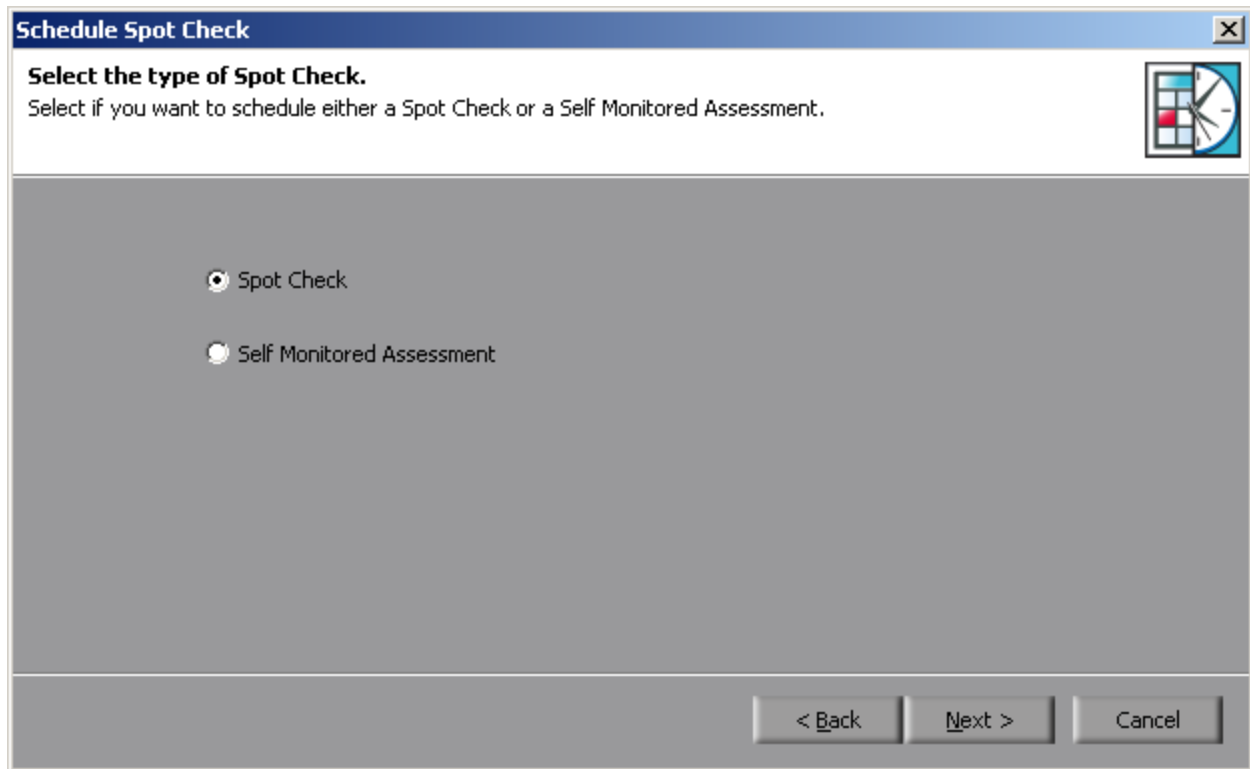 Schedule Spot Check
Select the type of Spot Check.
Select if you want to schedule either a Spot Check or a Self Monitored Assessment.
Spot Check
Self Monitored Assessment
< Back Next > Cancel